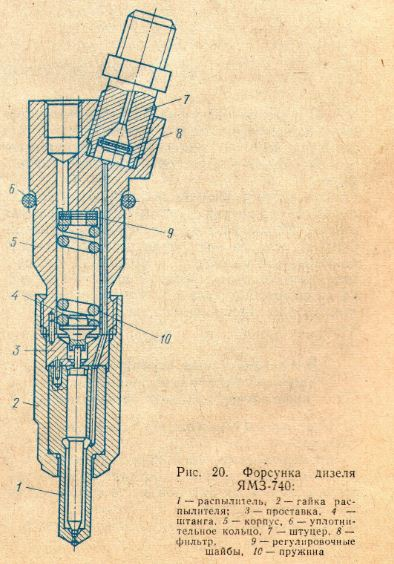 7
8
6
9
5
4
10
3
2
1
Рис. 20. Форсунка дизеля
ЯМЗ-740:
1 — распылитель, 2 — гайка рас-
пылителя; 3 — проставка, 4 —
штанга, 5 — корпус, 6 — уплотни-
тельное кольцо, 7 — штуцер, 8 —
фильтр, 9 — регулировочные
шайбы, 10 — пружина